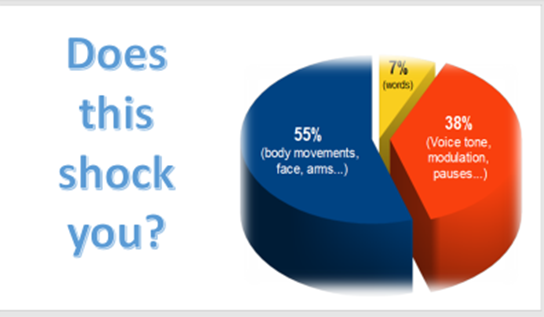 Does
this
shock
you?
7%
(words)
55%
(body movements,
face, arms...)
38%
(Voice tone,
modulation,
pauses...)